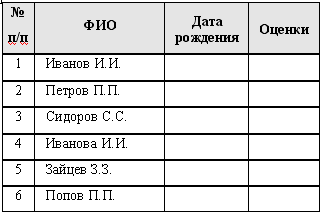 № п/п ФИО Дата рождения Оценки
1 Иванов И.И.
2 Петров П.П.
3 Сидоров С.С.
4 Иванова И.И.
5 Зайцев З.З.
6 Попов П.П.